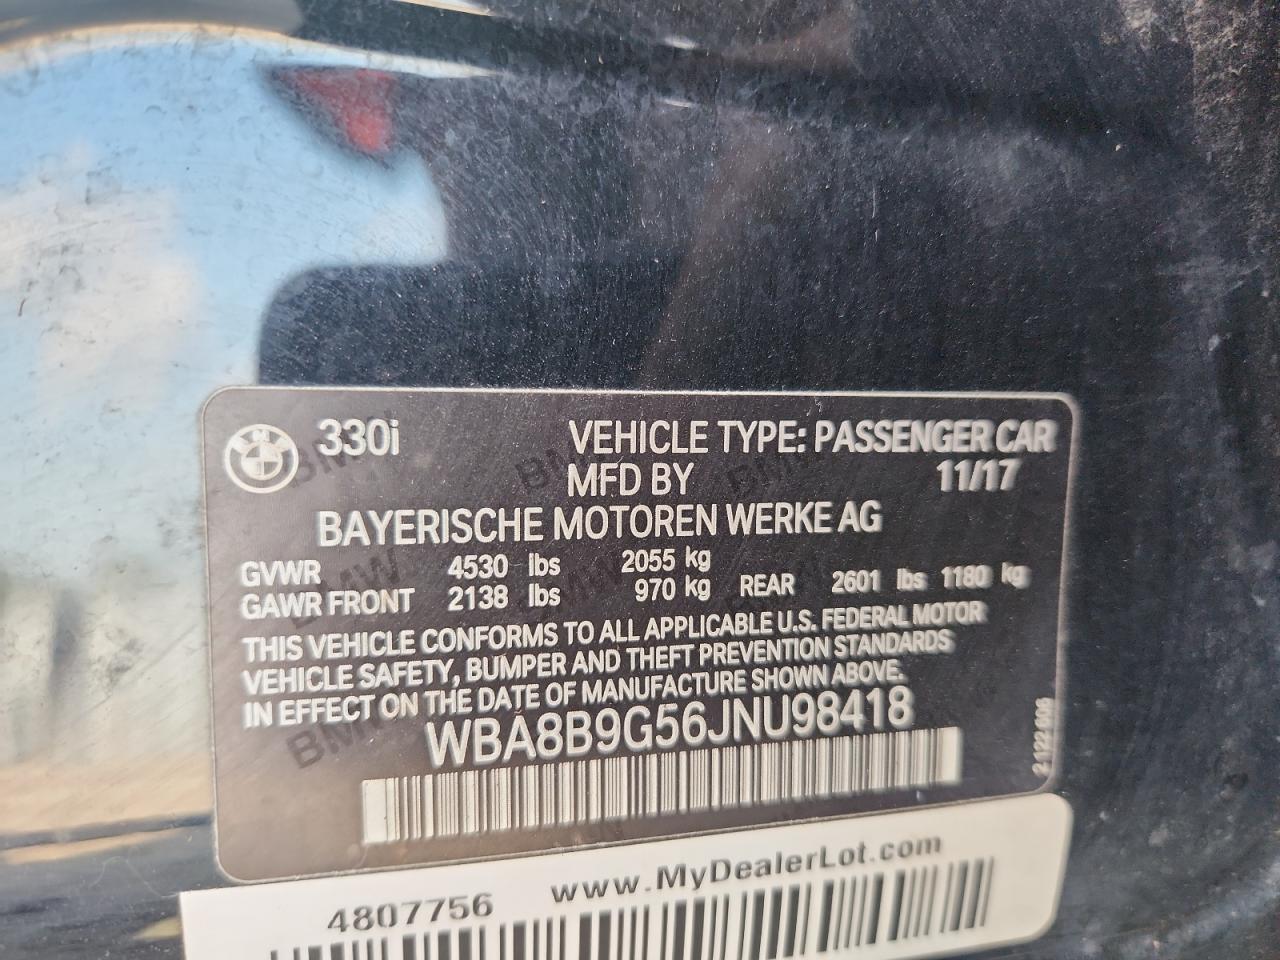 330i VEHICLE TYPE: PASSENGER CAR
MFD BY 11/17
BAYERISCHE MOTOREN WERKE AG
GVWR 4530 lbs 2055 kg
GAWR FRONT 2138 lbs 970 kg REAR 2601 lbs 1180 kg
THIS VEHICLE CONFORMS TO ALL APPLICABLE U.S. FEDERAL MOTOR
VEHICLE SAFETY, BUMPER AND THEFT PREVENTION STANDARDS
IN EFFECT ON THE DATE OF MANUFACTURE SHOWN ABOVE.
WBA8B9G56JNU98418
2122606
4807756 www.MyDealerLot.com